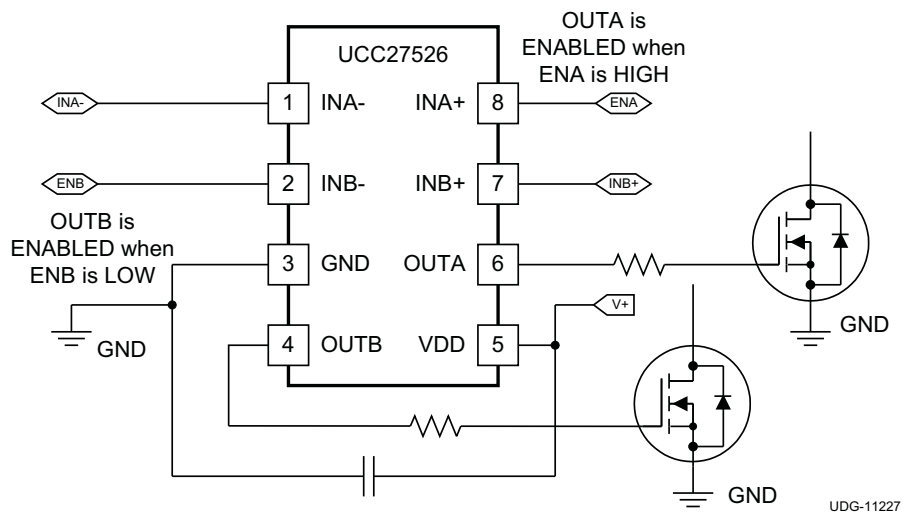 OUTA is
ENABLED when
ENA is HIGH
UCC27526
INA-
1
INA-
INA+
8
ENA
ENB
2
INB-
INB+
7
INB+
OUTB is
ENABLED when
ENB is LOW
3
GND
OUTA
6
V+
GND
GND
4
OUTB
VDD
5
GND
UDG-11227